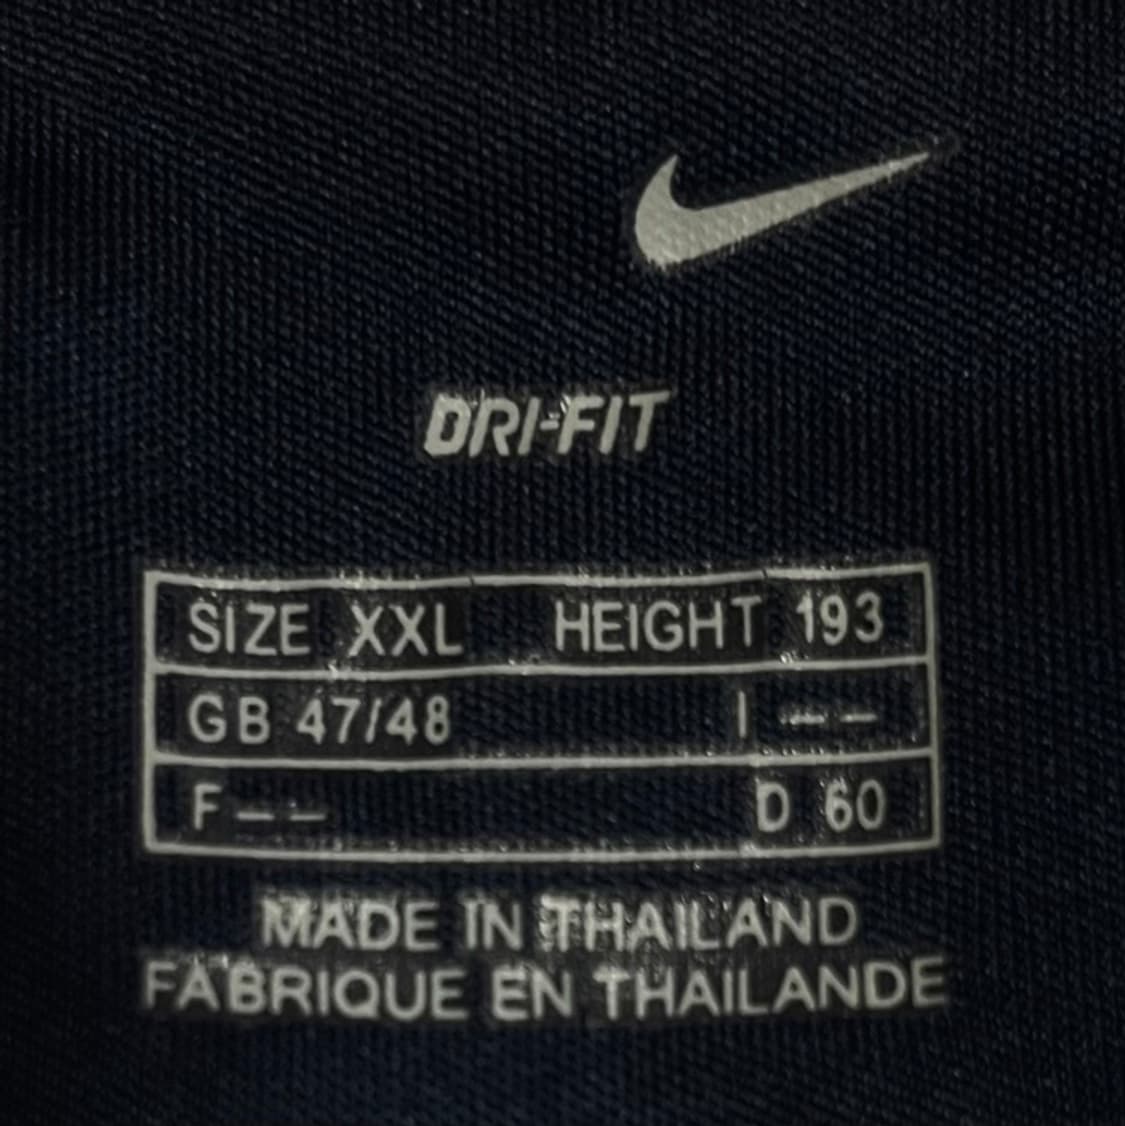 DRI-FIT
SIZE XXL HEIGHT 193
GB 47/48 I – –
F – – D 60
MADE IN THAILAND
FABRIQUE EN THAILANDE